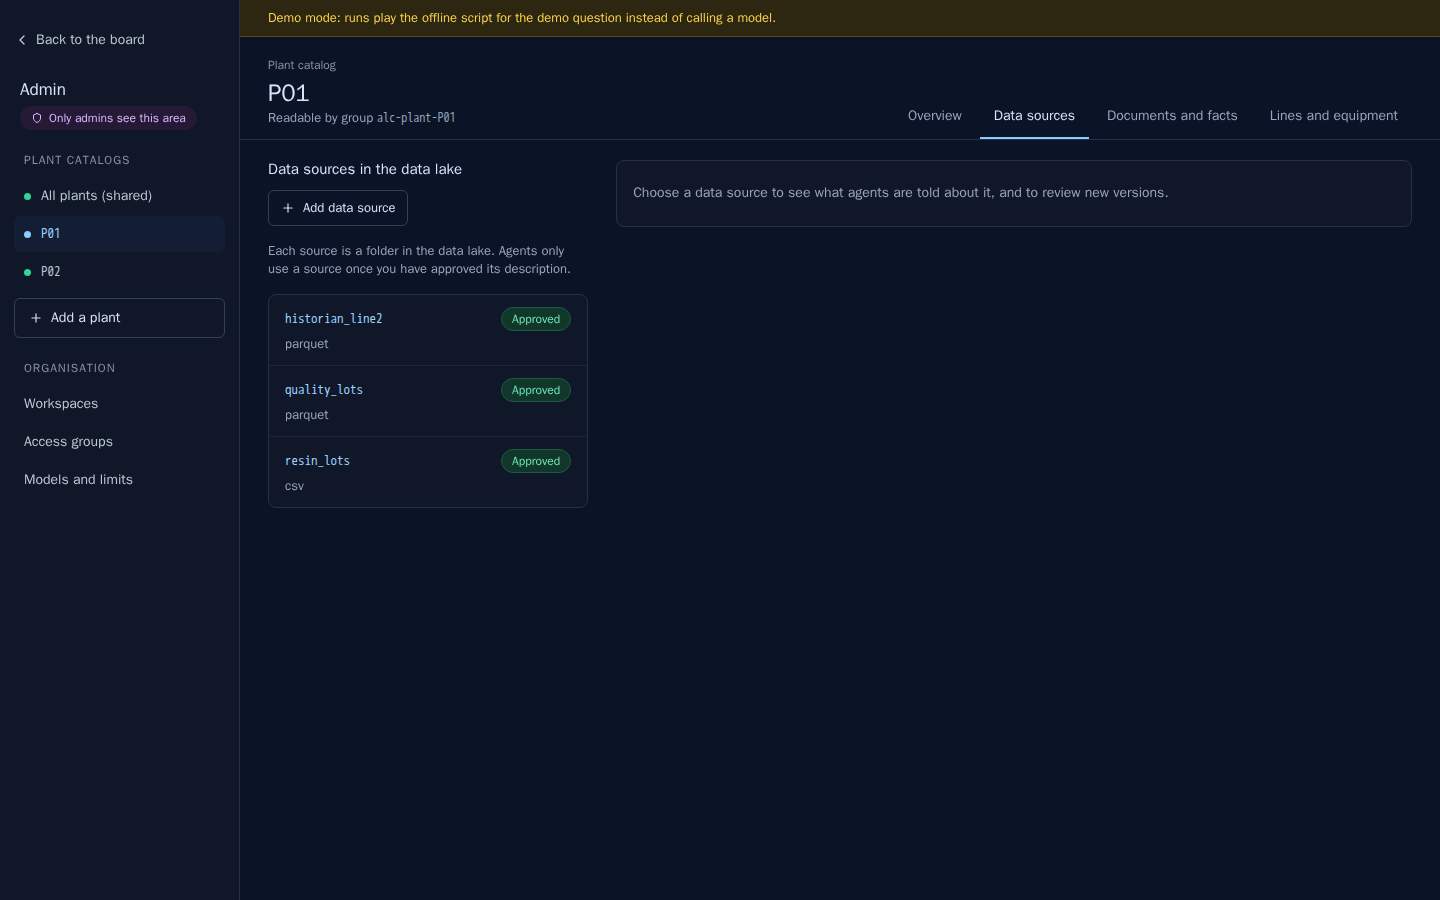 Demo mode: runs play the offline script for the demo question instead of calling a model.
Back to the board
Admin
Only admins see this area
PLANT CATALOGS
All plants (shared)
P01
P02
Add a plant
ORGANISATION
Workspaces
Access groups
Models and limits
Plant catalog
P01
Readable by group alc-plant-P01
Overview
Data sources
Documents and facts
Lines and equipment
Data sources in the data lake
Add data source
Each source is a folder in the data lake. Agents only
use a source once you have approved its description.
historian_line2
Approved
parquet
quality_lots
Approved
parquet
resin_lots
Approved
csv
Choose a data source to see what agents are told about it, and to review new versions.